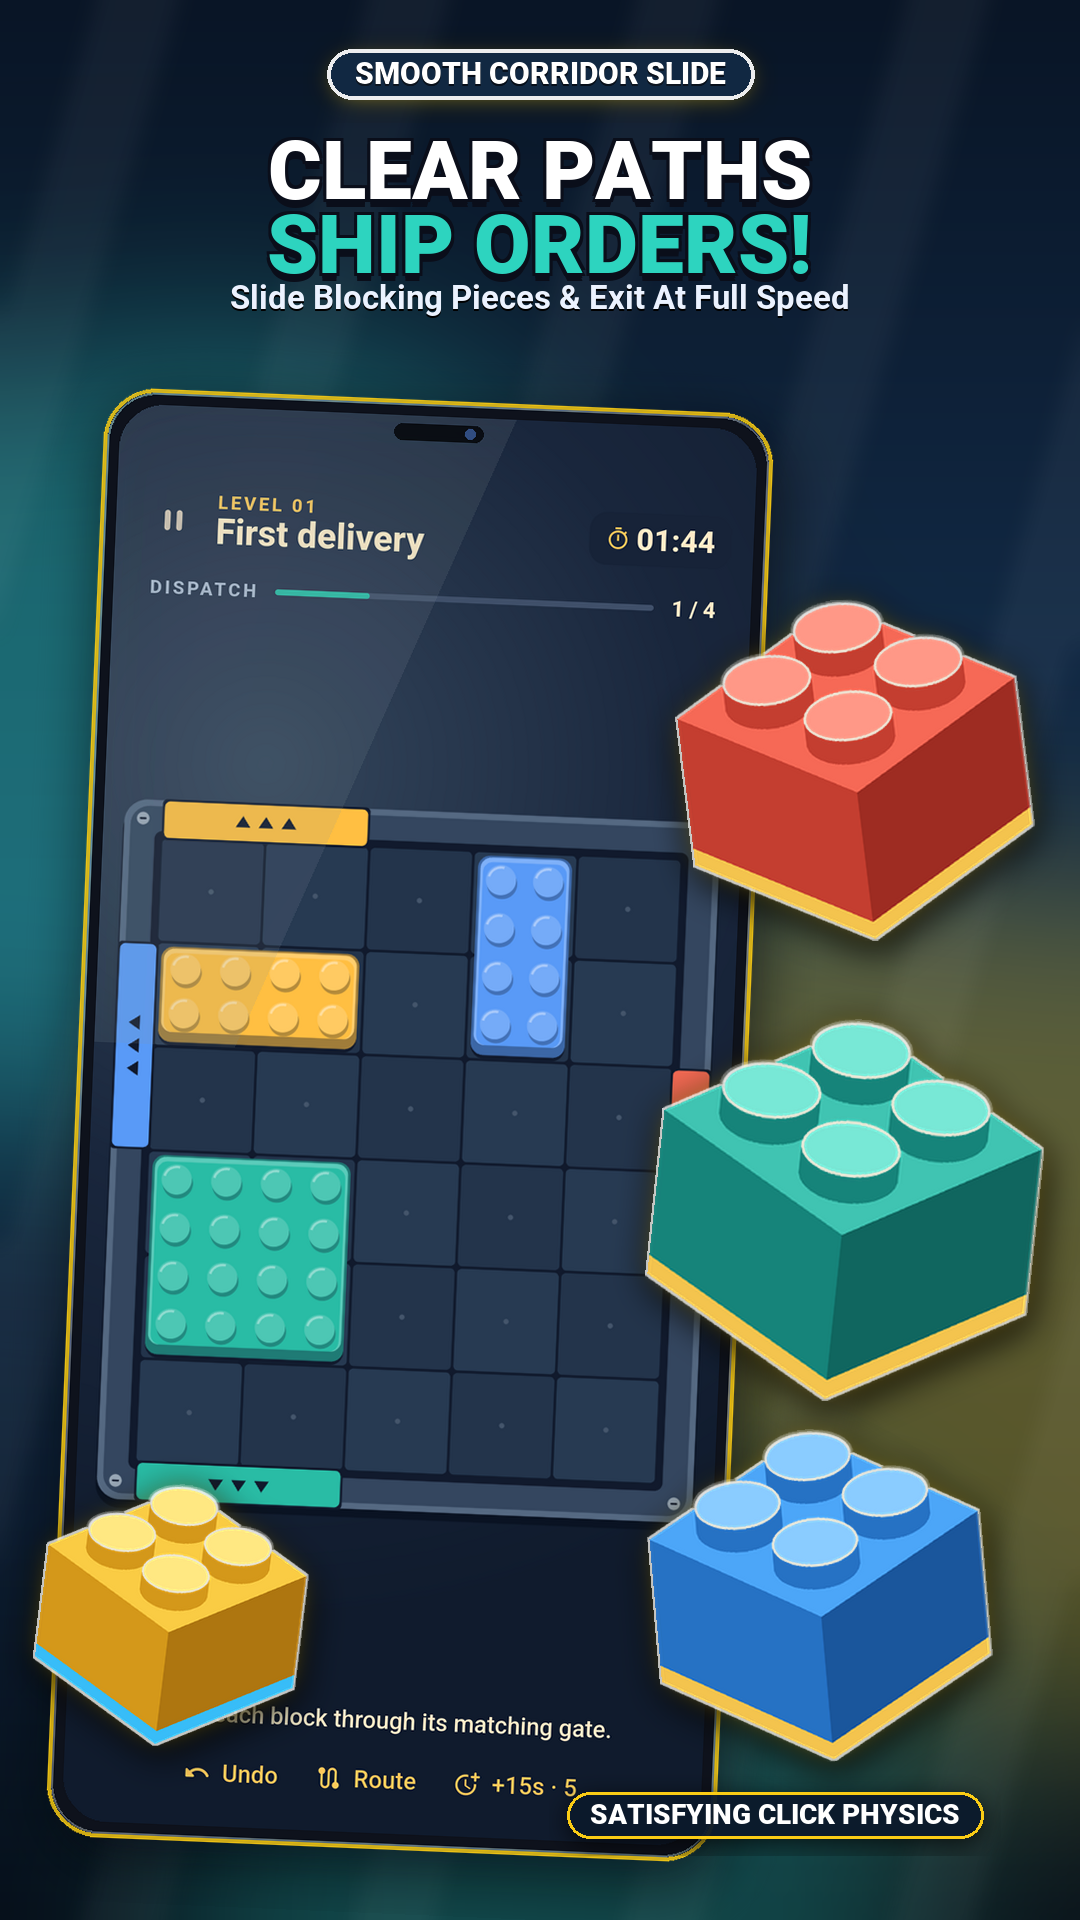 SMOOTH CORRIDOR SLIDE
CLEAR PATHS
SHIP ORDERS!
Slide Blocking Pieces & Exit At Full Speed
LEVEL 01
First delivery
01:44
DISPATCH
1 / 4
block through its matching gate.
Undo
Route
+15s · 5
SATISFYING CLICK PHYSICS